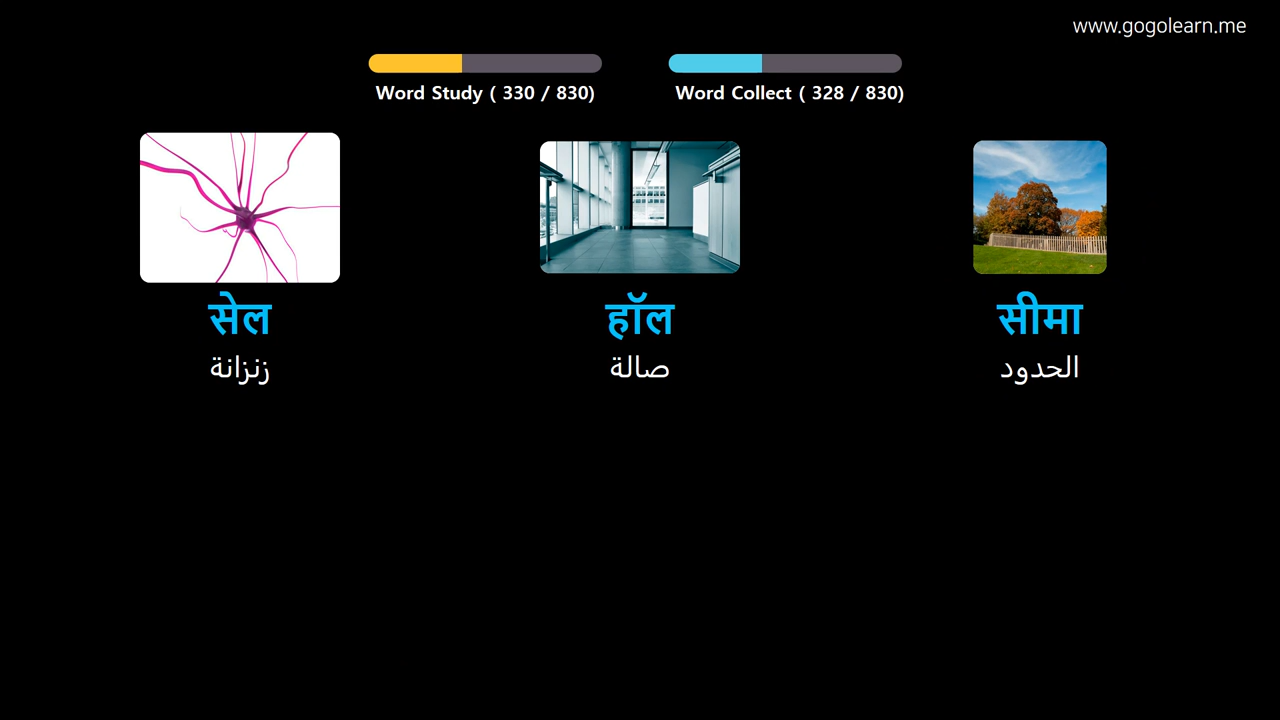 www.gogolearn.me
Word Study ( 330 / 830)
Word Collect ( 328 / 830)
सेल
हॉल
सीमा
زنزانة
صالة
الحدود